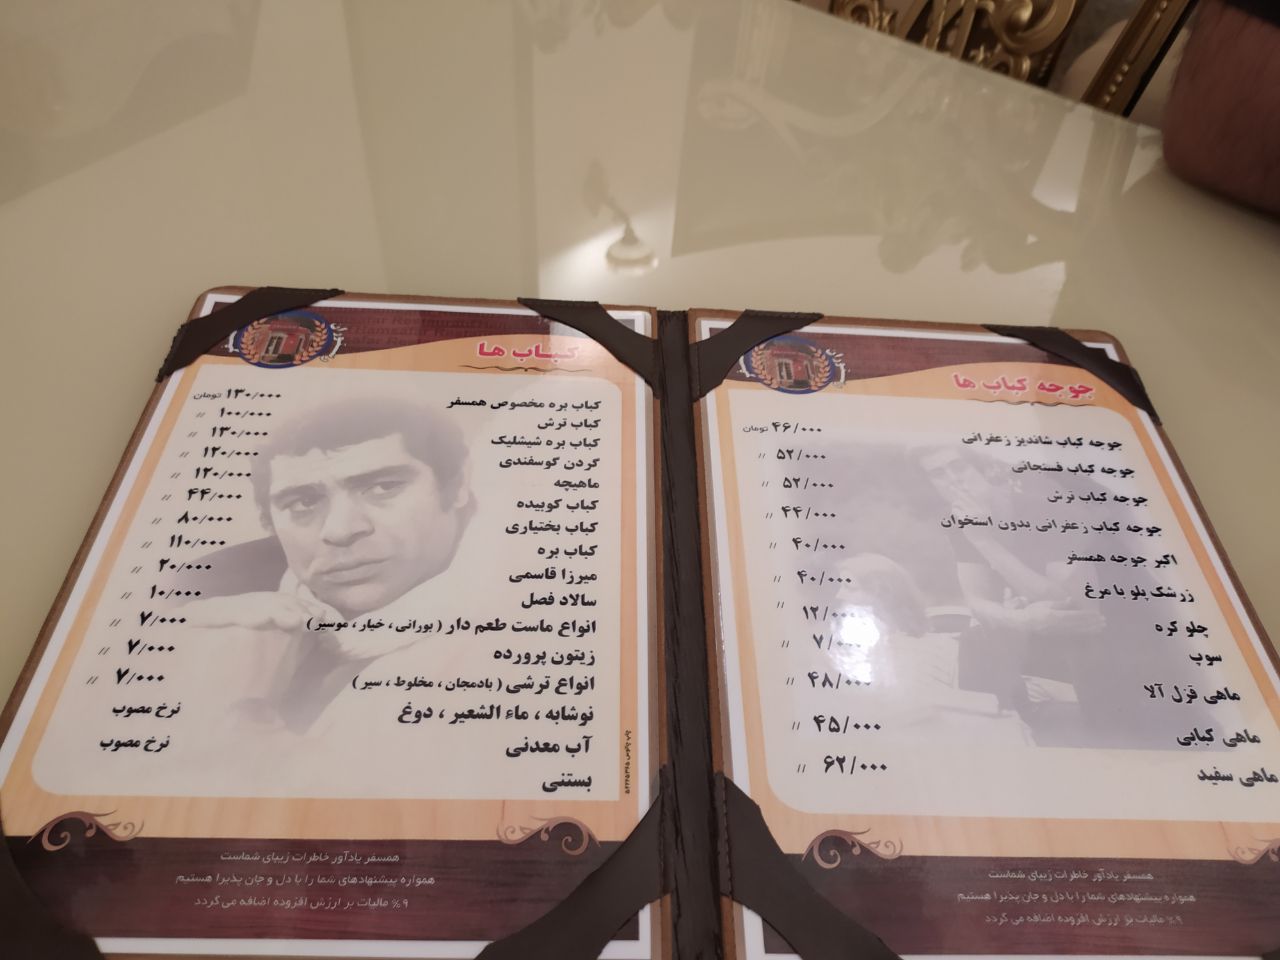 جوجه کباب ها
جوجه کباب شاندیز زعفرانی ۴۶/۰۰۰ تومان
جوجه کباب فسنجانی ۵۲/۰۰۰ //
جوجه کباب ترش ۵۲/۰۰۰ //
جوجه کباب زعفرانی بدون استخوان ۴۴/۰۰۰ //
اکبر جوجه همسفر ۴۰/۰۰۰ //
زرشک پلو با مرغ ۴۰/۰۰۰ //
چلو کره ۱۲/۰۰۰ //
سوپ ۷/۰۰۰ //
ماهی قزل آلا ۴۸/۰۰۰ //
ماهی کبابی ۴۵/۰۰۰ //
ماهی سفید ۶۲/۰۰۰ //
همسفر یادآور خاطرات زیبای شماست
همواره پیشنهادهای شما را با دل و جان پذیرا هستیم
۹٪ مالیات بر ارزش افزوده اضافه می گردد
کباب ها
کباب بره مخصوص همسفر ۱۳۰/۰۰۰ تومان
کباب ترش ۱۰۰/۰۰۰ //
کباب بره شیشلیک ۱۳۰/۰۰۰ //
گردن گوسفندی ۱۲۰/۰۰۰ //
ماهیچه ۱۲۰/۰۰۰ //
کباب کوبیده ۴۴/۰۰۰ //
کباب بختیاری ۸۰/۰۰۰ //
کباب بره ۱۱۰/۰۰۰ //
میرزا قاسمی ۲۰/۰۰۰ //
سالاد فصل ۱۰/۰۰۰ //
انواع ماست طعم دار ( بورانی ، خیار ، موسیر ) ۷/۰۰۰ //
زیتون پرورده ۷/۰۰۰ //
انواع ترشی ( بادمجان ، مخلوط ، سیر ) ۷/۰۰۰ //
نوشابه ، ماء الشعیر ، دوغ نرخ مصوب
آب معدنی نرخ مصوب
بستنی
همسفر یادآور خاطرات زیبای شماست
همواره پیشنهادهای شما را با دل و جان پذیرا هستیم
۹٪ مالیات بر ارزش افزوده اضافه می گردد